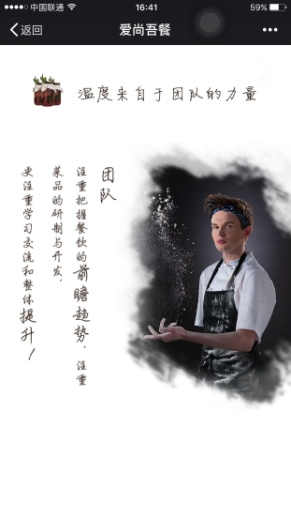 中国联通 16:41 59%
返回 爱尚吾餐
温度来自于团队的力量
团队
注重把握餐饮的前瞻趋势，注重
菜品的研制与开发，
更注重学习交流和整体提升！